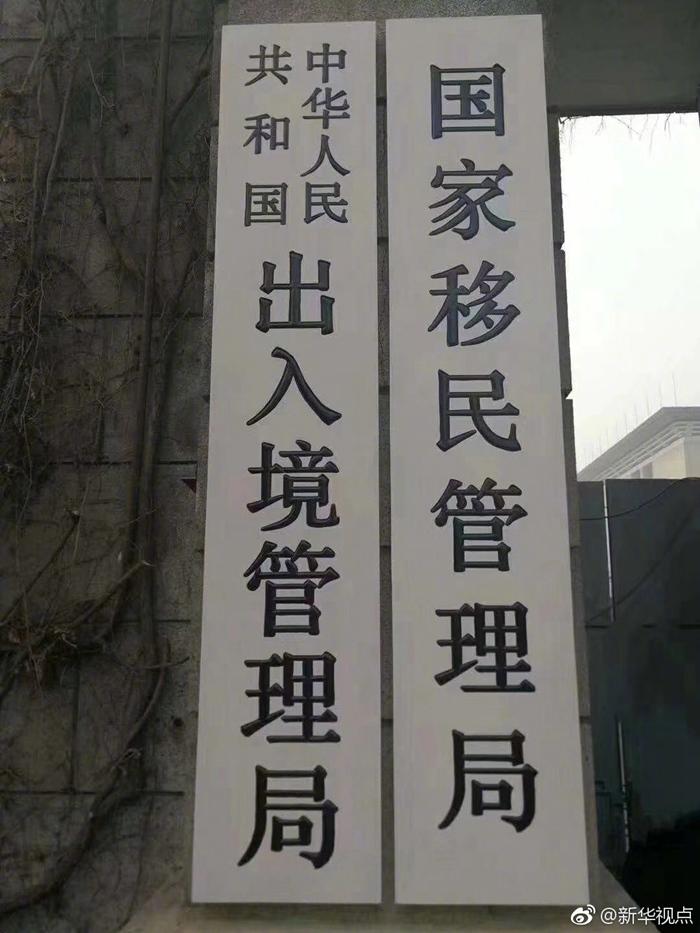 国家移民管理局
中华人民
共和国
出入境管理局
@新华视点